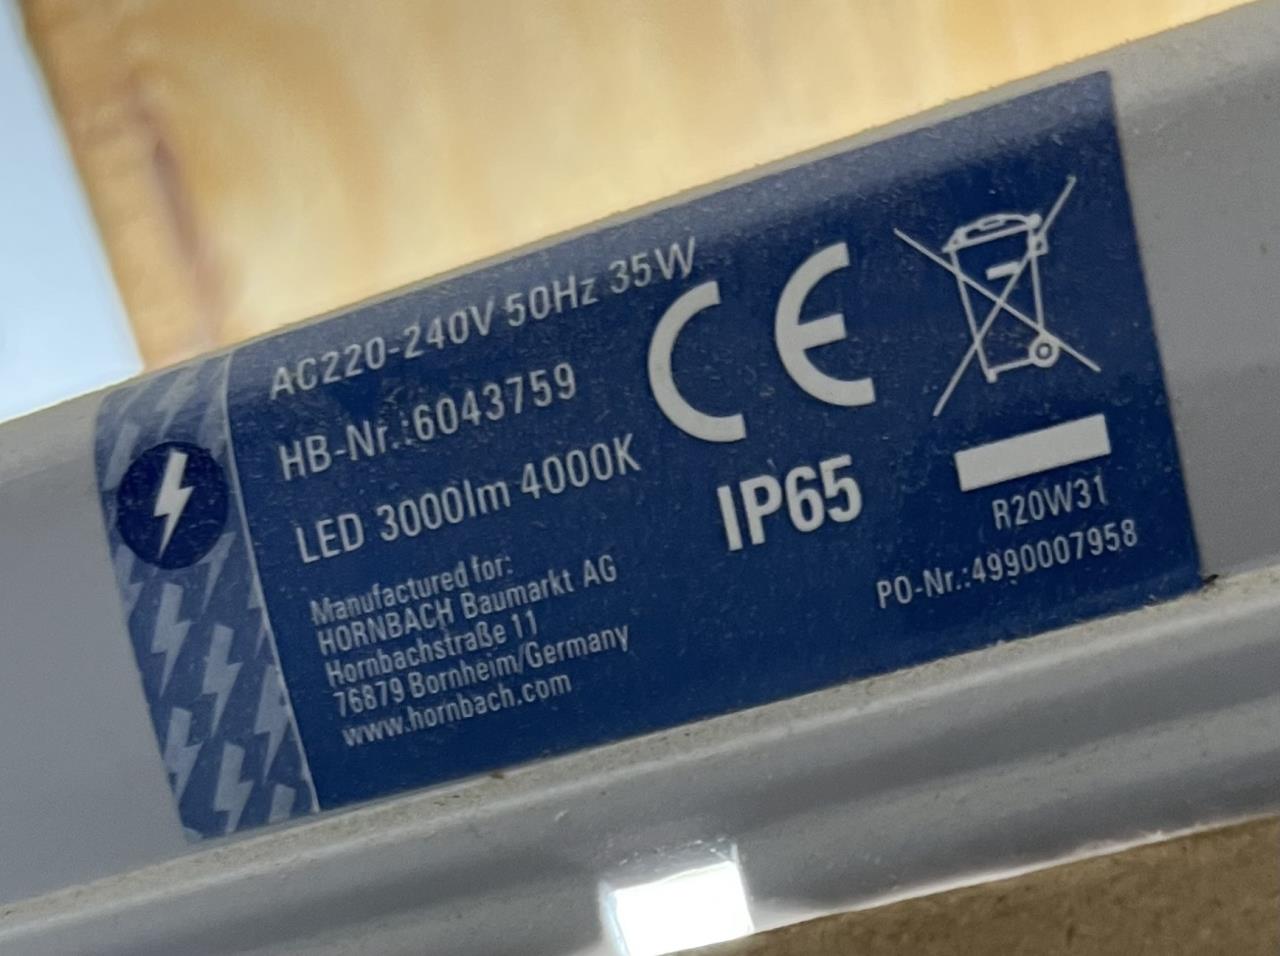 AC220-240V 50Hz 35W
HB-Nr.:6043759
LED 3000lm 4000K
Manufactured for:
HORNBACH Baumarkt AG
Hornbachstraße 11
76879 Bornheim/Germany
www.hornbach.com
CE
IP65
R20W31
PO-Nr.:4990007958